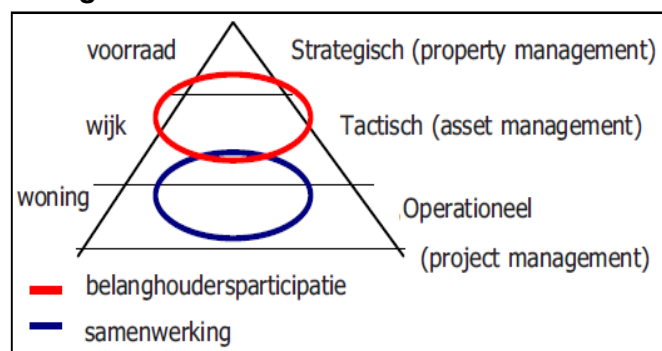 voorraad Strategisch (property management)
wijk Tactisch (asset management)
woning
.Operationeel
(project management)
belanghoudersparticipatie
samenwerking